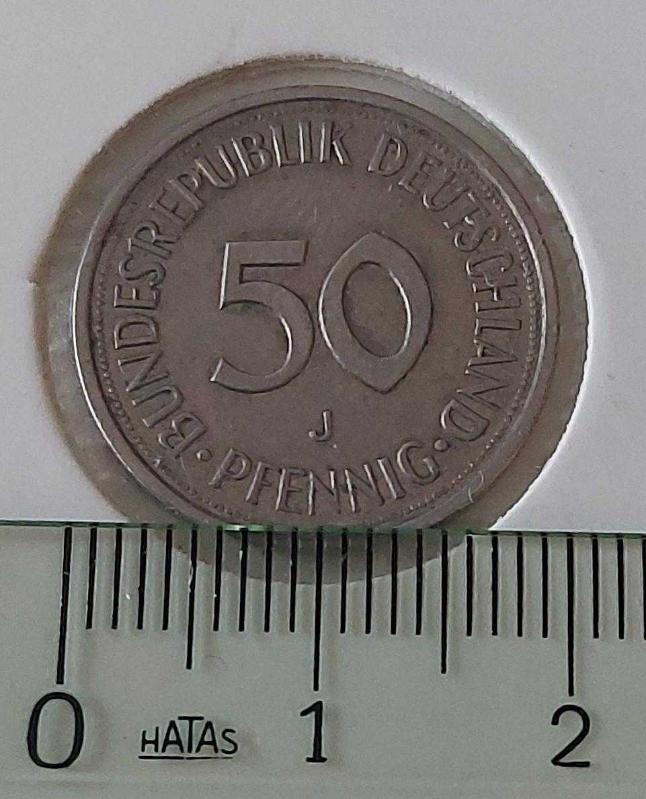 BUNDESREPUBLIK DEUTSCHLAND
50
J
· PFENNIG ·
0 1 2
HATAS